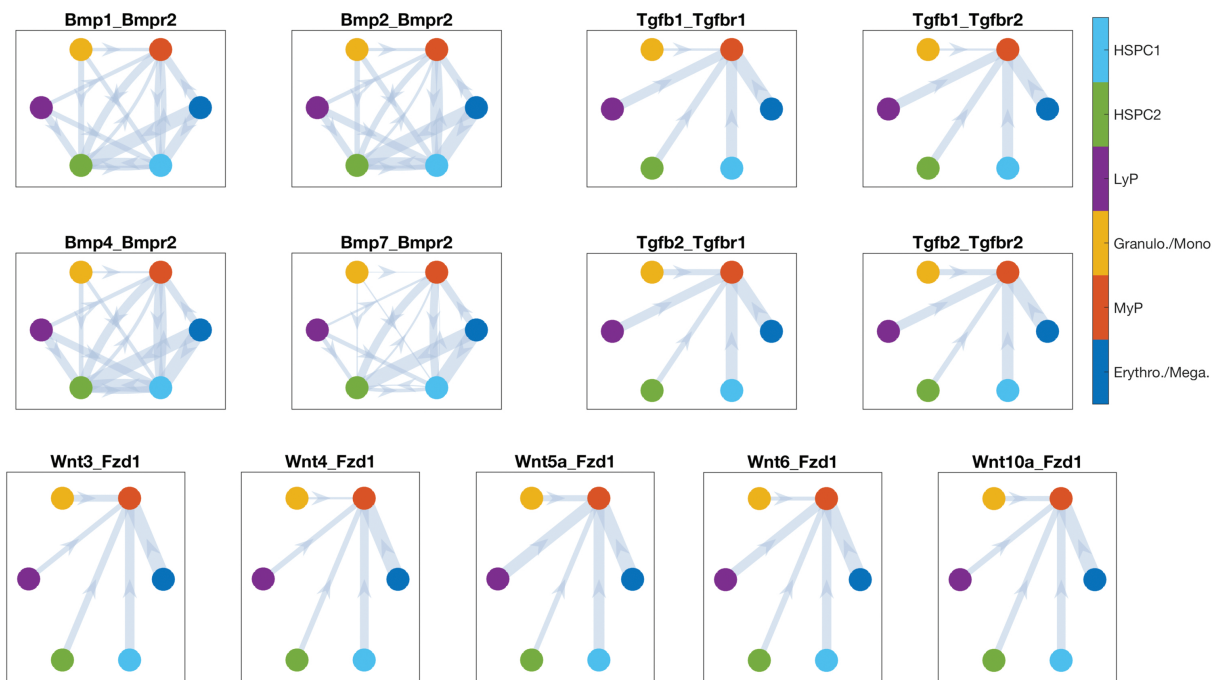 Bmp1_Bmpr2
Bmp2_Bmpr2
Tgfb1_Tgfbr1
Tgfb1_Tgfbr2
HSPC1
HSPC2
LyP
Granulo./Mono
MyP
Erythro./Mega.
Bmp4_Bmpr2
Bmp7_Bmpr2
Tgfb2_Tgfbr1
Tgfb2_Tgfbr2
Wnt3_Fzd1
Wnt4_Fzd1
Wnt5a_Fzd1
Wnt6_Fzd1
Wnt10a_Fzd1